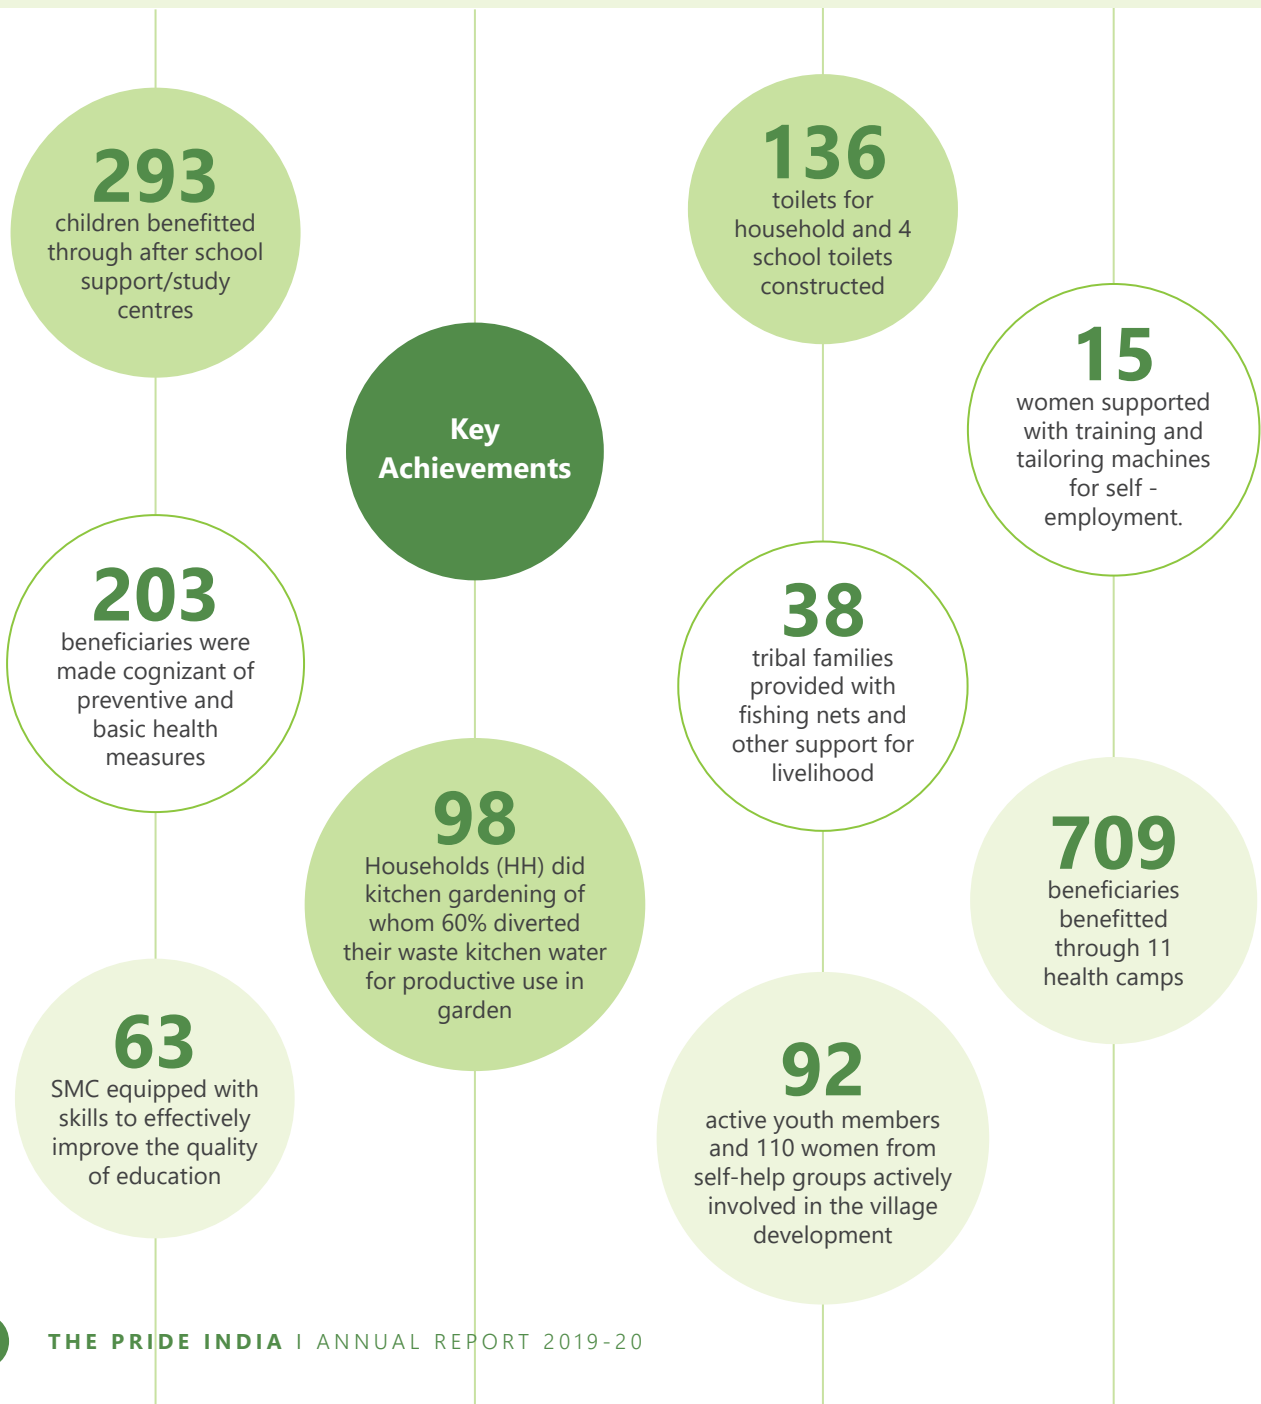 293
children benefitted
through after school
support/study
centres
203
beneficiaries were
made cognizant of
preventive and
basic health
measures
63
SMC equipped with
skills to effectively
improve the quality
of education
Key
Achievements
98
Households (HH) did
kitchen gardening of
whom 60% diverted
their waste kitchen water
for productive use in
garden
136
toilets for
household and 4
school toilets
constructed
38
tribal families
provided with
fishing nets and
other support for
livelihood
92
active youth members
and 110 women from
self-help groups actively
involved in the village
development
15
women supported
with training and
tailoring machines
for self -
employment.
709
beneficiaries
benefitted
through 11
health camps
THE PRIDE INDIA I ANNUAL REPORT 2019-20